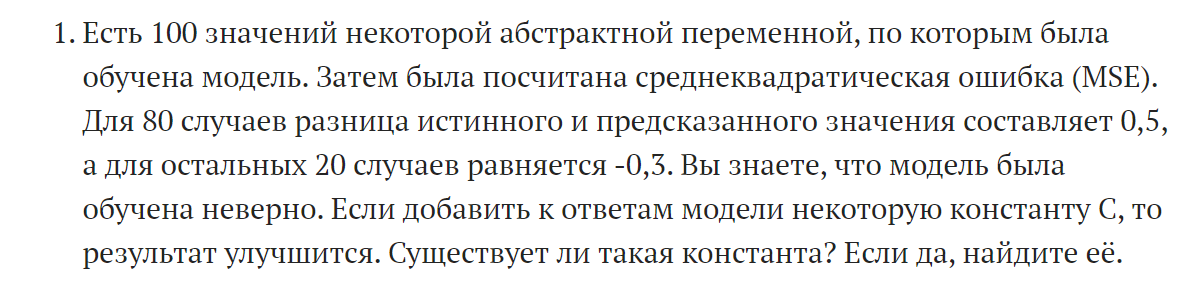 1. Есть 100 значений некоторой абстрактной переменной, по которым была
обучена модель. Затем была посчитана среднеквадратическая ошибка (MSE).
Для 80 случаев разница истинного и предсказанного значения составляет 0,5,
а для остальных 20 случаев равняется -0,3. Вы знаете, что модель была
обучена неверно. Если добавить к ответам модели некоторую константу С, то
результат улучшится. Существует ли такая константа? Если да, найдите её.